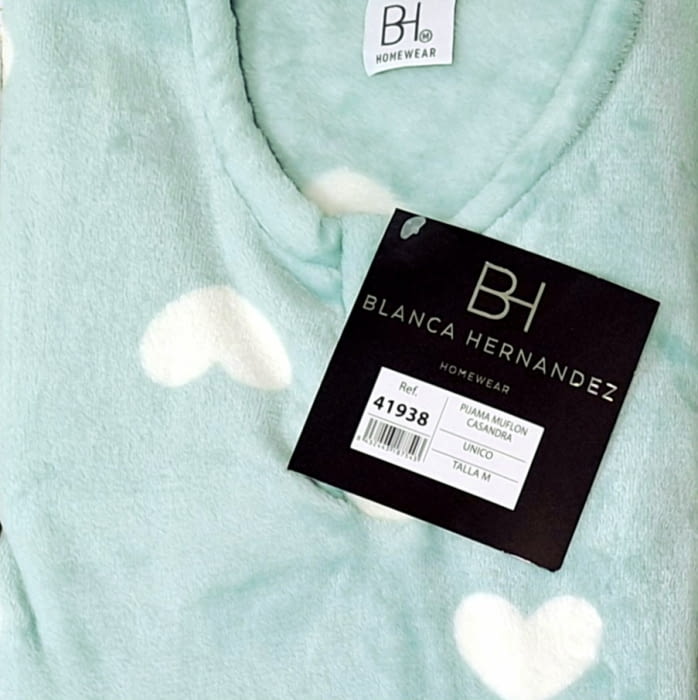 BH
M
HOMEWEAR
BH
BLANCA HERNANDEZ
HOMEWEAR
Ref.
41938
PIJAMA MUFLON
CASANDRA
UNICO
TALLA M